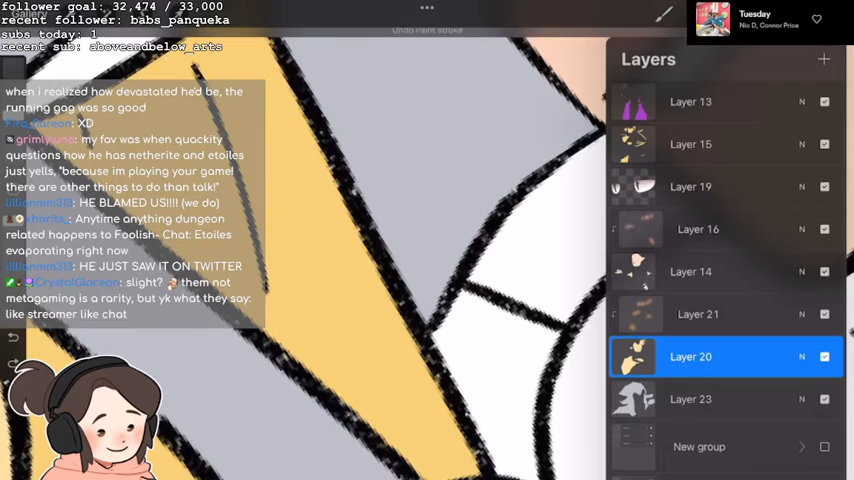 Gallery
follower goal: 32,474 / 33,000
recent follower: babs_panqueka
subs today: 1
recent sub: aboveandbelow_arts
Undo Paint stroke
Tuesday
Nic D, Connor Price
when i realized how devastated he'd be, the
running gag was so good
XD
grimlyluna: my fav was when quackity
questions how he has netherite and etoiles
just yells, "because im playing your game!
there are other things to do than talk!"
lillianmm313: HE BLAMED US!!!! (we do)
xharits_: Anytime anything dungeon
related happens to Foolish- Chat: Etoiles
evaporating right now
lillianmm313: HE JUST SAW IT ON TWITTER
CrystalGlaceon: slight? them not
metagaming is a rarity, but yk what they say:
like streamer like chat
Layers
Layer 13 N
Layer 15 N
Layer 19 N
Layer 16 N
Layer 14 N
Layer 21 N
Layer 20 N
Layer 23 N
New group